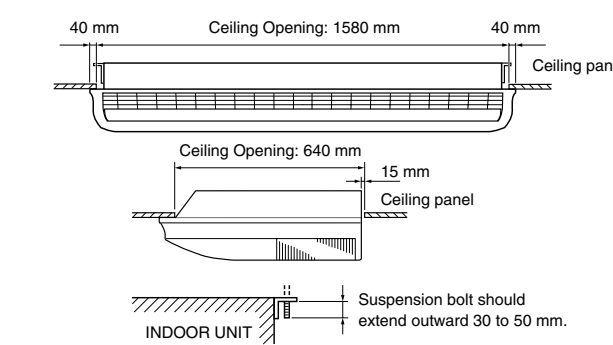 40 mm
Ceiling Opening: 1580 mm
40 mm
Ceiling pan
Ceiling Opening: 640 mm
15 mm
Ceiling panel
Suspension bolt should
extend outward 30 to 50 mm.
INDOOR UNIT